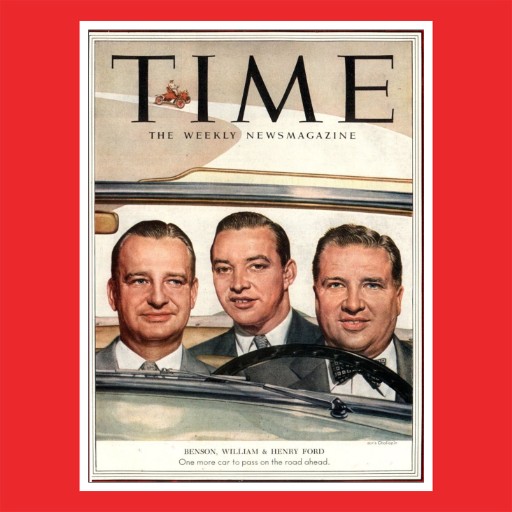 TIME
THE WEEKLY NEWSMAGAZINE
BENSON, WILLIAM & HENRY FORD
One more car to pass on the road ahead.